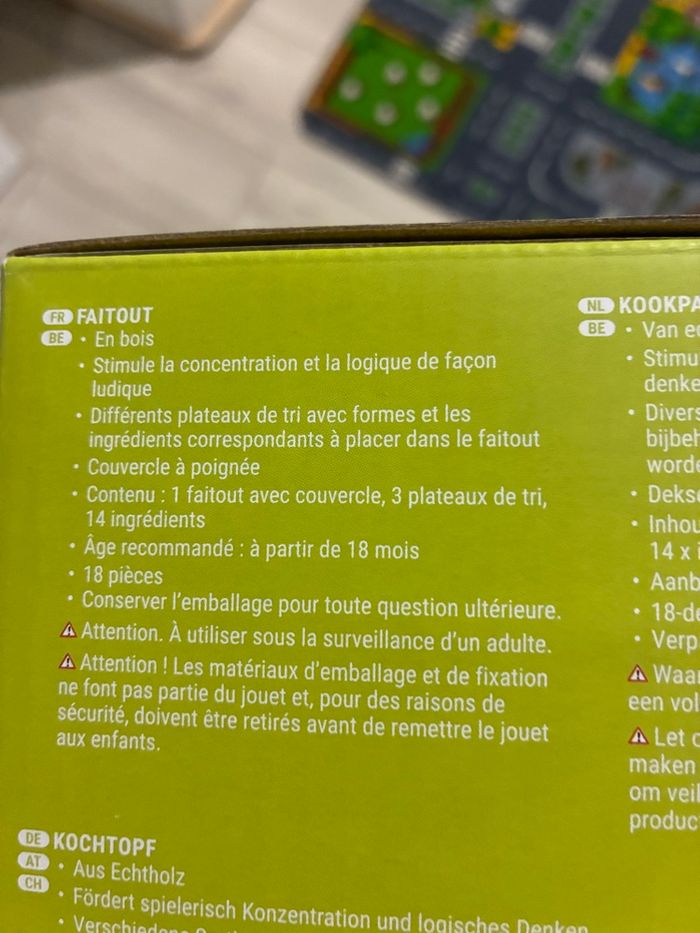 FR FAITOUT
BE • En bois
• Stimule la concentration et la logique de façon
ludique
• Différents plateaux de tri avec formes et les
ingrédients correspondants à placer dans le faitout
• Couvercle à poignée
• Contenu : 1 faitout avec couvercle, 3 plateaux de tri,
14 ingrédients
• Âge recommandé : à partir de 18 mois
• 18 pièces
• Conserver l'emballage pour toute question ultérieure.
Attention. À utiliser sous la surveillance d'un adulte.
Attention ! Les matériaux d'emballage et de fixation
ne font pas partie du jouet et, pour des raisons de
sécurité, doivent être retirés avant de remettre le jouet
aux enfants.
DE KOCHTOPF
AT • Aus Echtholz
CH • Fördert spielerisch Konzentration und logisches Denken
• Verschiedene
NL KOOKPA
BE • Van e
• Stimu
denke
• Divers
bijbeh
worde
• Deks
• Inhou
14 x
• Aanb
• 18-de
• Verp
Waar
een vol
Let o
maken
om veil
produc